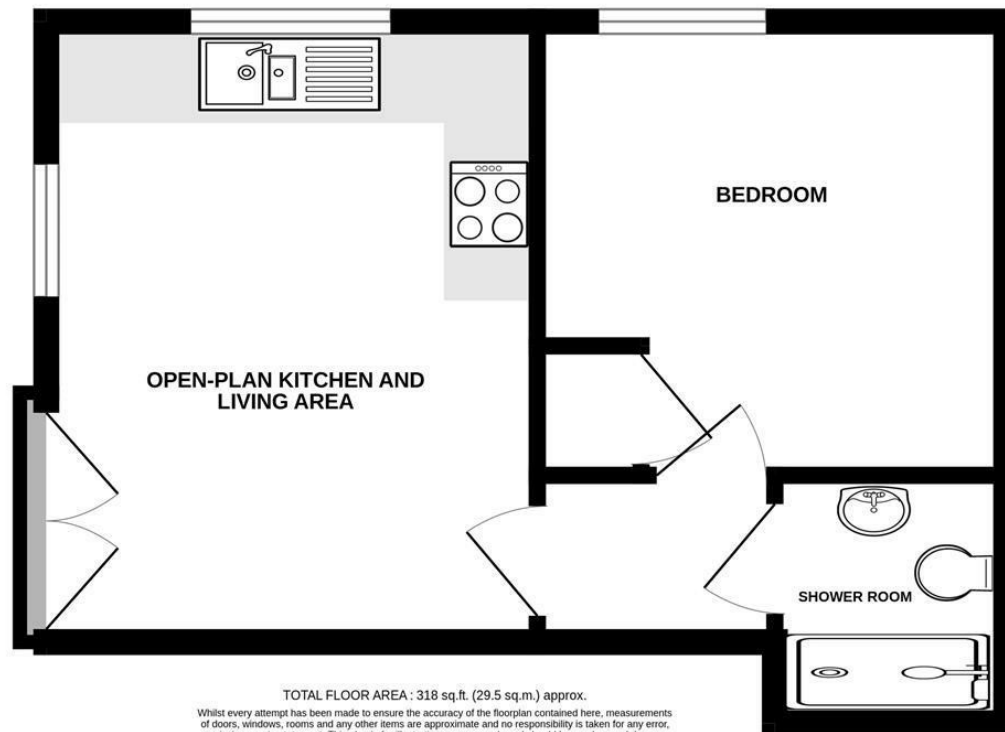 BEDROOM
OPEN-PLAN KITCHEN AND
LIVING AREA
SHOWER ROOM
TOTAL FLOOR AREA : 318 sq.ft. (29.5 sq.m.) approx.
Whilst every attempt has been made to ensure the accuracy of the floorplan contained here, measurements
of doors, windows, rooms and any other items are approximate and no responsibility is taken for any error,